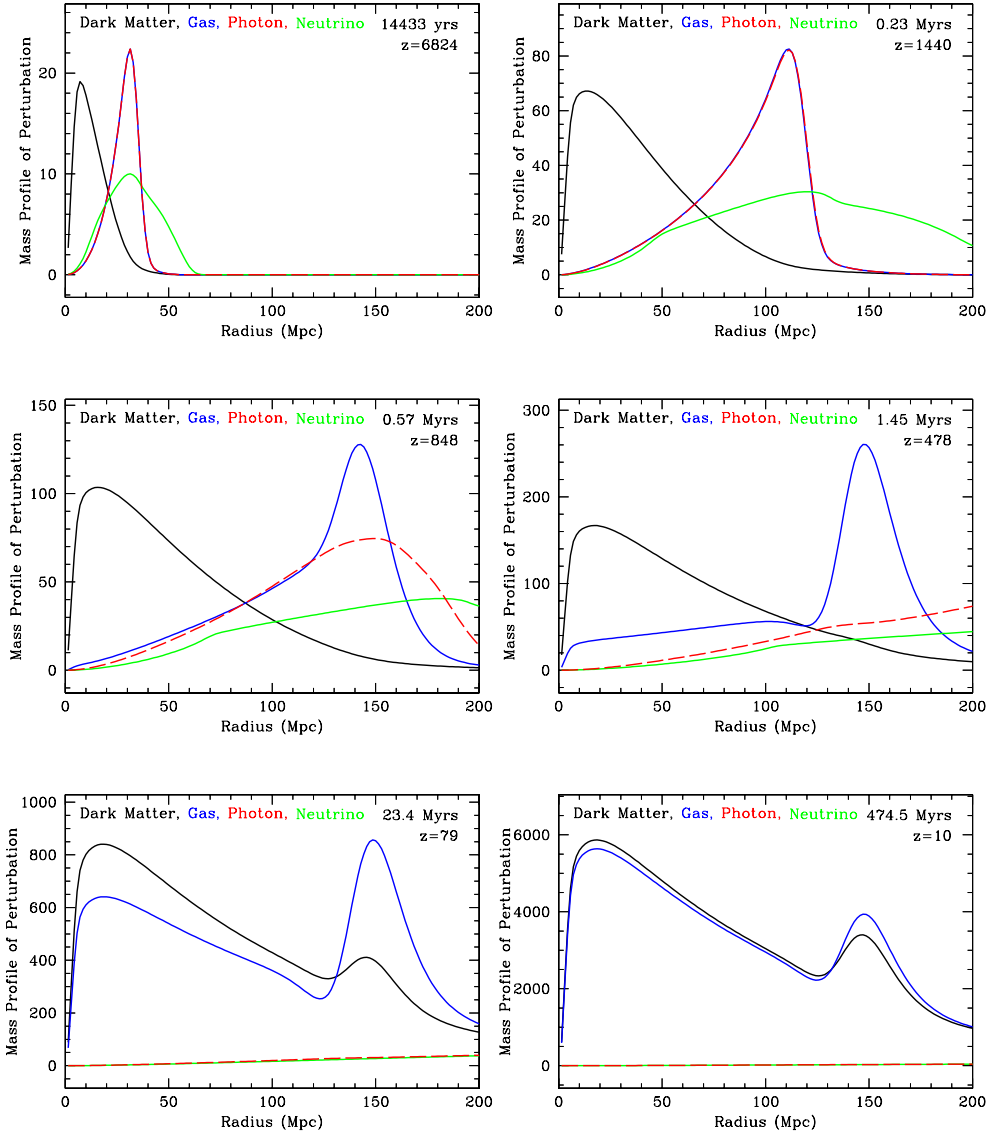 Dark Matter, Gas, Photon, Neutrino 14433 yrs
z=6824
Mass Profile of Perturbation
20
10
0
0 50 100 150 200
Radius (Mpc)
Dark Matter, Gas, Photon, Neutrino 0.23 Myrs
z=1440
Mass Profile of Perturbation
80
60
40
20
0
0 50 100 150 200
Radius (Mpc)
Dark Matter, Gas, Photon, Neutrino 0.57 Myrs
z=848
Mass Profile of Perturbation
150
100
50
0
0 50 100 150 200
Radius (Mpc)
Dark Matter, Gas, Photon, Neutrino 1.45 Myrs
z=478
Mass Profile of Perturbation
300
200
100
0
0 50 100 150 200
Radius (Mpc)
Dark Matter, Gas, Photon, Neutrino 23.4 Myrs
z=79
Mass Profile of Perturbation
1000
800
600
400
200
0
0 50 100 150 200
Radius (Mpc)
Dark Matter, Gas, Photon, Neutrino 474.5 Myrs
z=10
Mass Profile of Perturbation
6000
4000
2000
0
0 50 100 150 200
Radius (Mpc)